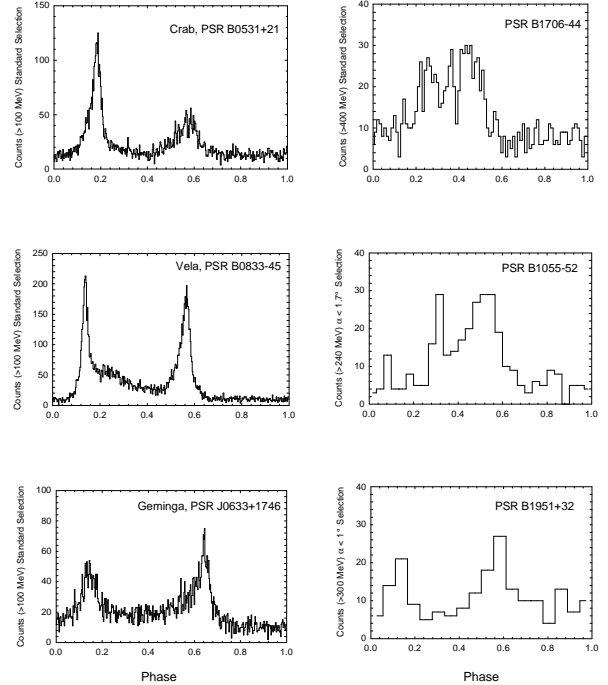 Crab, PSR B0531+21
Counts (> 100 MeV) Standard Selection
150
100
50
0
0.0 0.2 0.4 0.6 0.8 1.0
PSR B1706-44
Counts (>400 MeV) Standard Selection
40
30
20
10
0
0.0 0.2 0.4 0.6 0.8 1.0
Vela, PSR B0833-45
Counts (>100 MeV) Standard Selection
250
200
150
100
50
0
0.0 0.2 0.4 0.6 0.8 1.0
PSR B1055-52
Counts (>240 MeV) α < 1.7° Selection
40
30
20
10
0
0.0 0.2 0.4 0.6 0.8 1.0
Geminga, PSR J0633+1746
Counts (>100 MeV) Standard Selection
100
80
60
40
20
0
0.0 0.2 0.4 0.6 0.8 1.0
Phase
PSR B1951+32
Counts (>300 MeV) α < 1° Selection
40
30
20
10
0
0.0 0.2 0.4 0.6 0.8 1.0
Phase